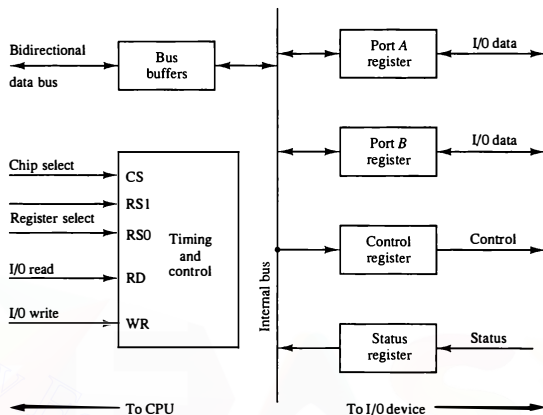 Bidirectional
data bus
Bus
buffers
Port A
register
I/0 data
Port B
register
I/0 data
Chip select
CS
RS1
Register select
RS0
Timing
and
control
I/0 read
RD
I/0 write
WR
Internal bus
Control
register
Control
Status
register
Status
To CPU
To I/0 device